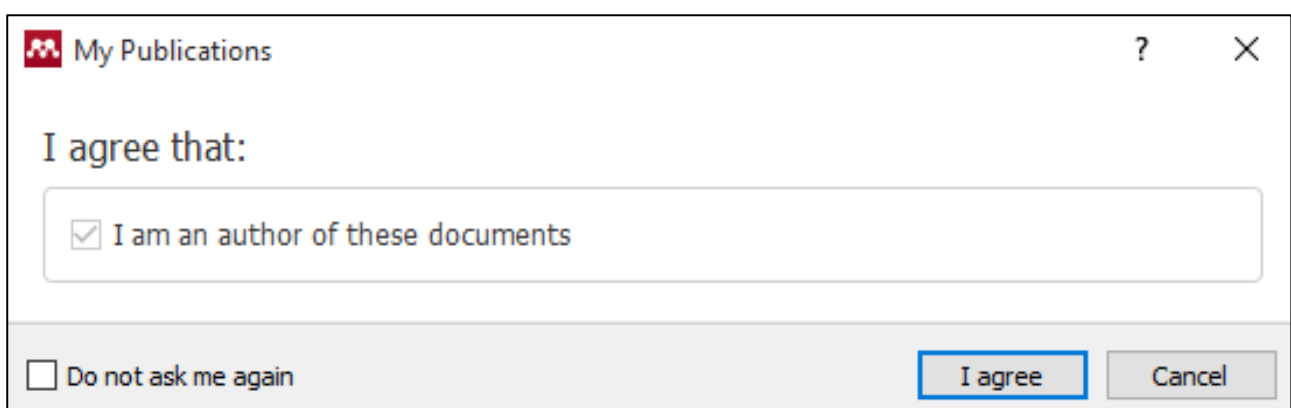 My Publications
I agree that:
I am an author of these documents
Do not ask me again
I agree
Cancel